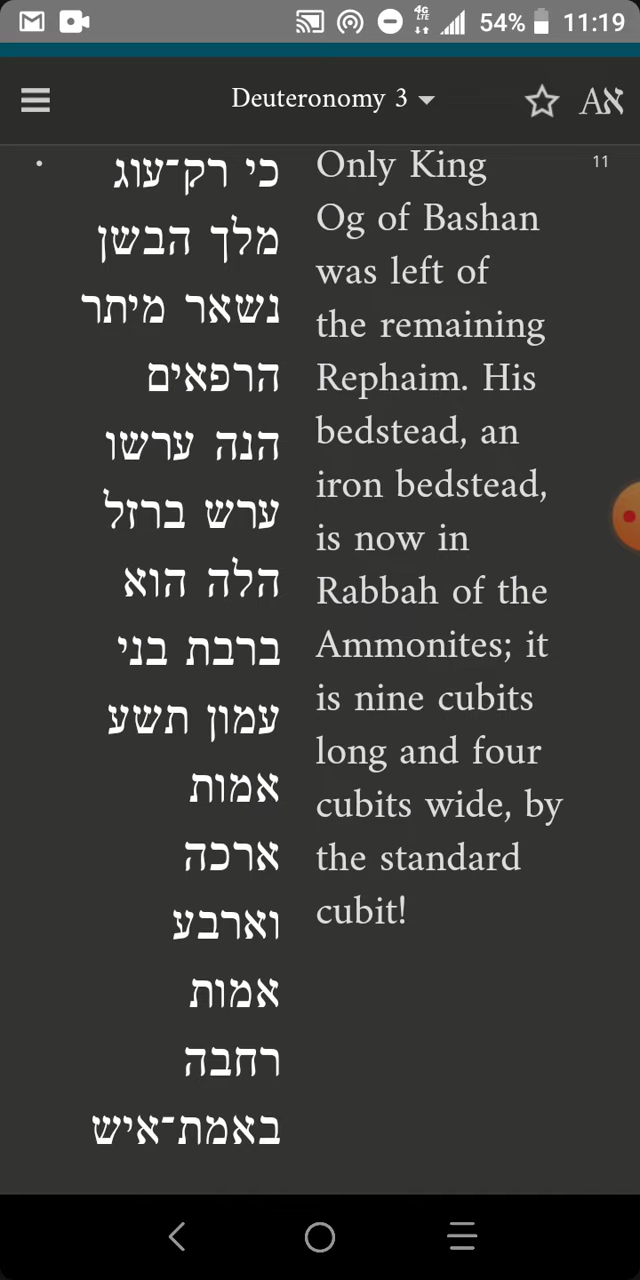 4G
LTE
54%
11:19
Deuteronomy 3
Aא
11
כי רק־עוג
מלך הבשן
נשאר מיתר
הרפאים
הנה ערשו
ערש ברזל
הלה הוא
ברבת בני
עמון תשע
אמות
ארכה
וארבע
אמות
רחבה
באמת־איש
Only King
Og of Bashan
was left of
the remaining
Rephaim. His
bedstead, an
iron bedstead,
is now in
Rabbah of the
Ammonites; it
is nine cubits
long and four
cubits wide, by
the standard
cubit!